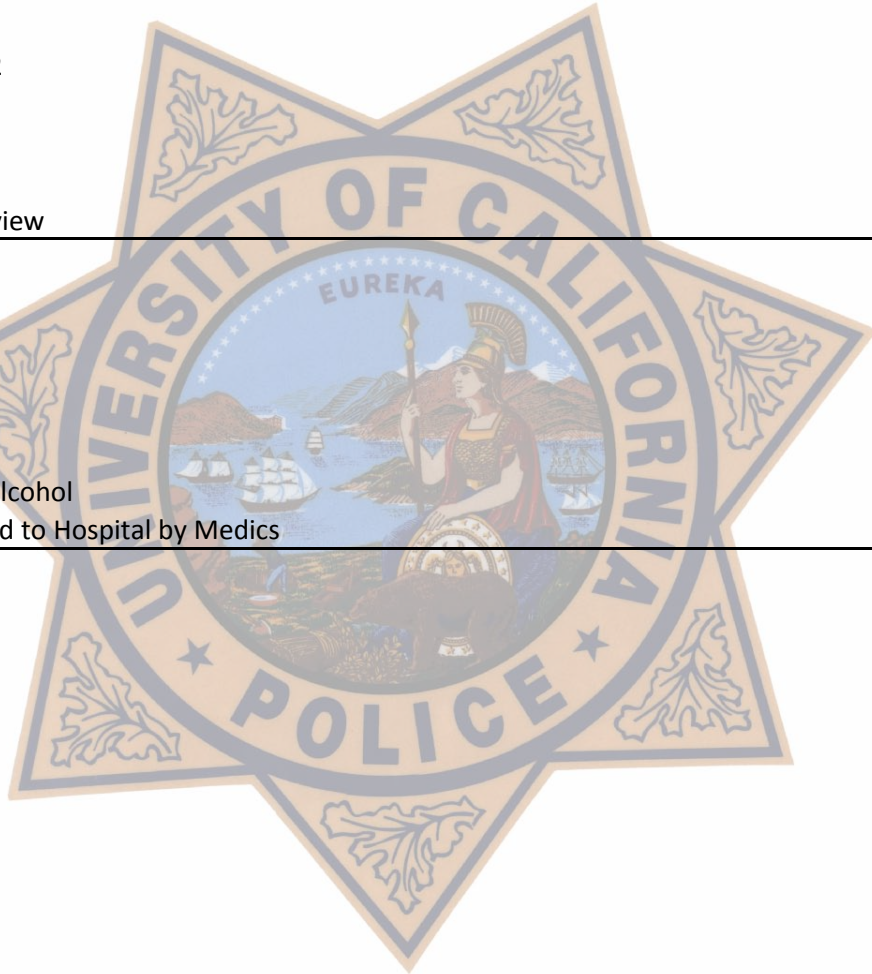 view
UNIVERSITY OF CALIFORNIA
EUREKA
lcohol
d to Hospital by Medics
POLICE